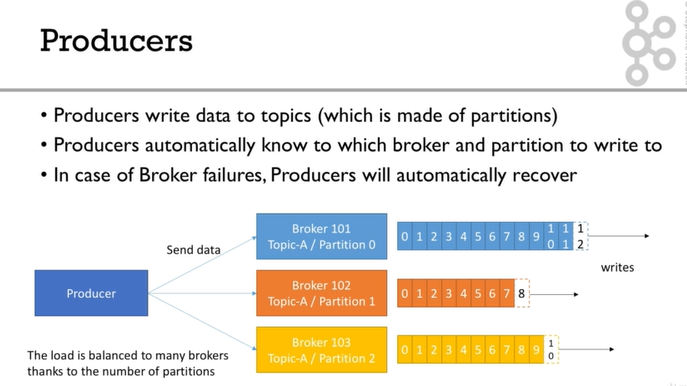 Producers
• Producers write data to topics (which is made of partitions)
• Producers automatically know to which broker and partition to write to
• In case of Broker failures, Producers will automatically recover
Send data
Producer
Broker 101
Topic-A / Partition 0
0 1 2 3 4 5 6 7 8 9 10 11 12
writes
Broker 102
Topic-A / Partition 1
0 1 2 3 4 5 6 7 8
Broker 103
Topic-A / Partition 2
0 1 2 3 4 5 6 7 8 9 10
The load is balanced to many brokers
thanks to the number of partitions